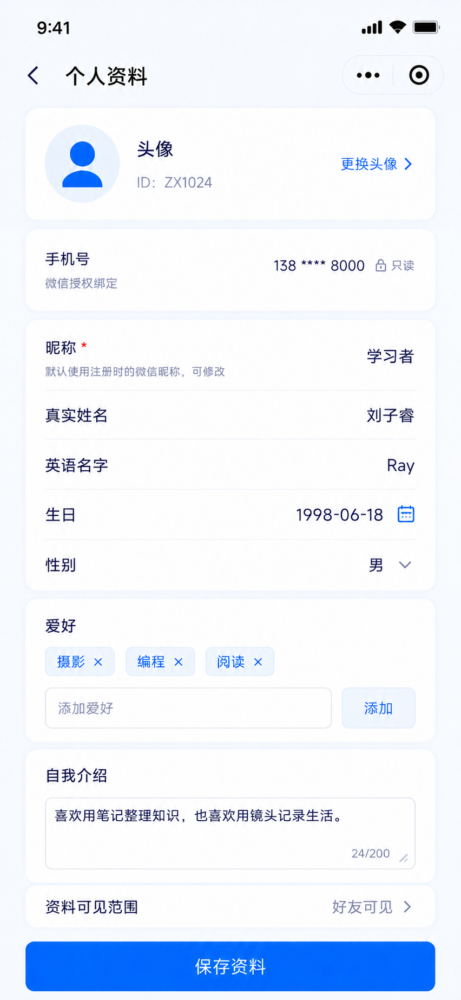 9:41
个人资料
头像
ID：ZX1024
更换头像
手机号
微信授权绑定
138 **** 8000
只读
昵称 *
默认使用注册时的微信昵称，可修改
学习者
真实姓名
刘子睿
英语名字
Ray
生日
1998-06-18
性别
男
爱好
摄影 ×
编程 ×
阅读 ×
添加爱好
添加
自我介绍
喜欢用笔记整理知识，也喜欢用镜头记录生活。
24/200
资料可见范围
好友可见
保存资料